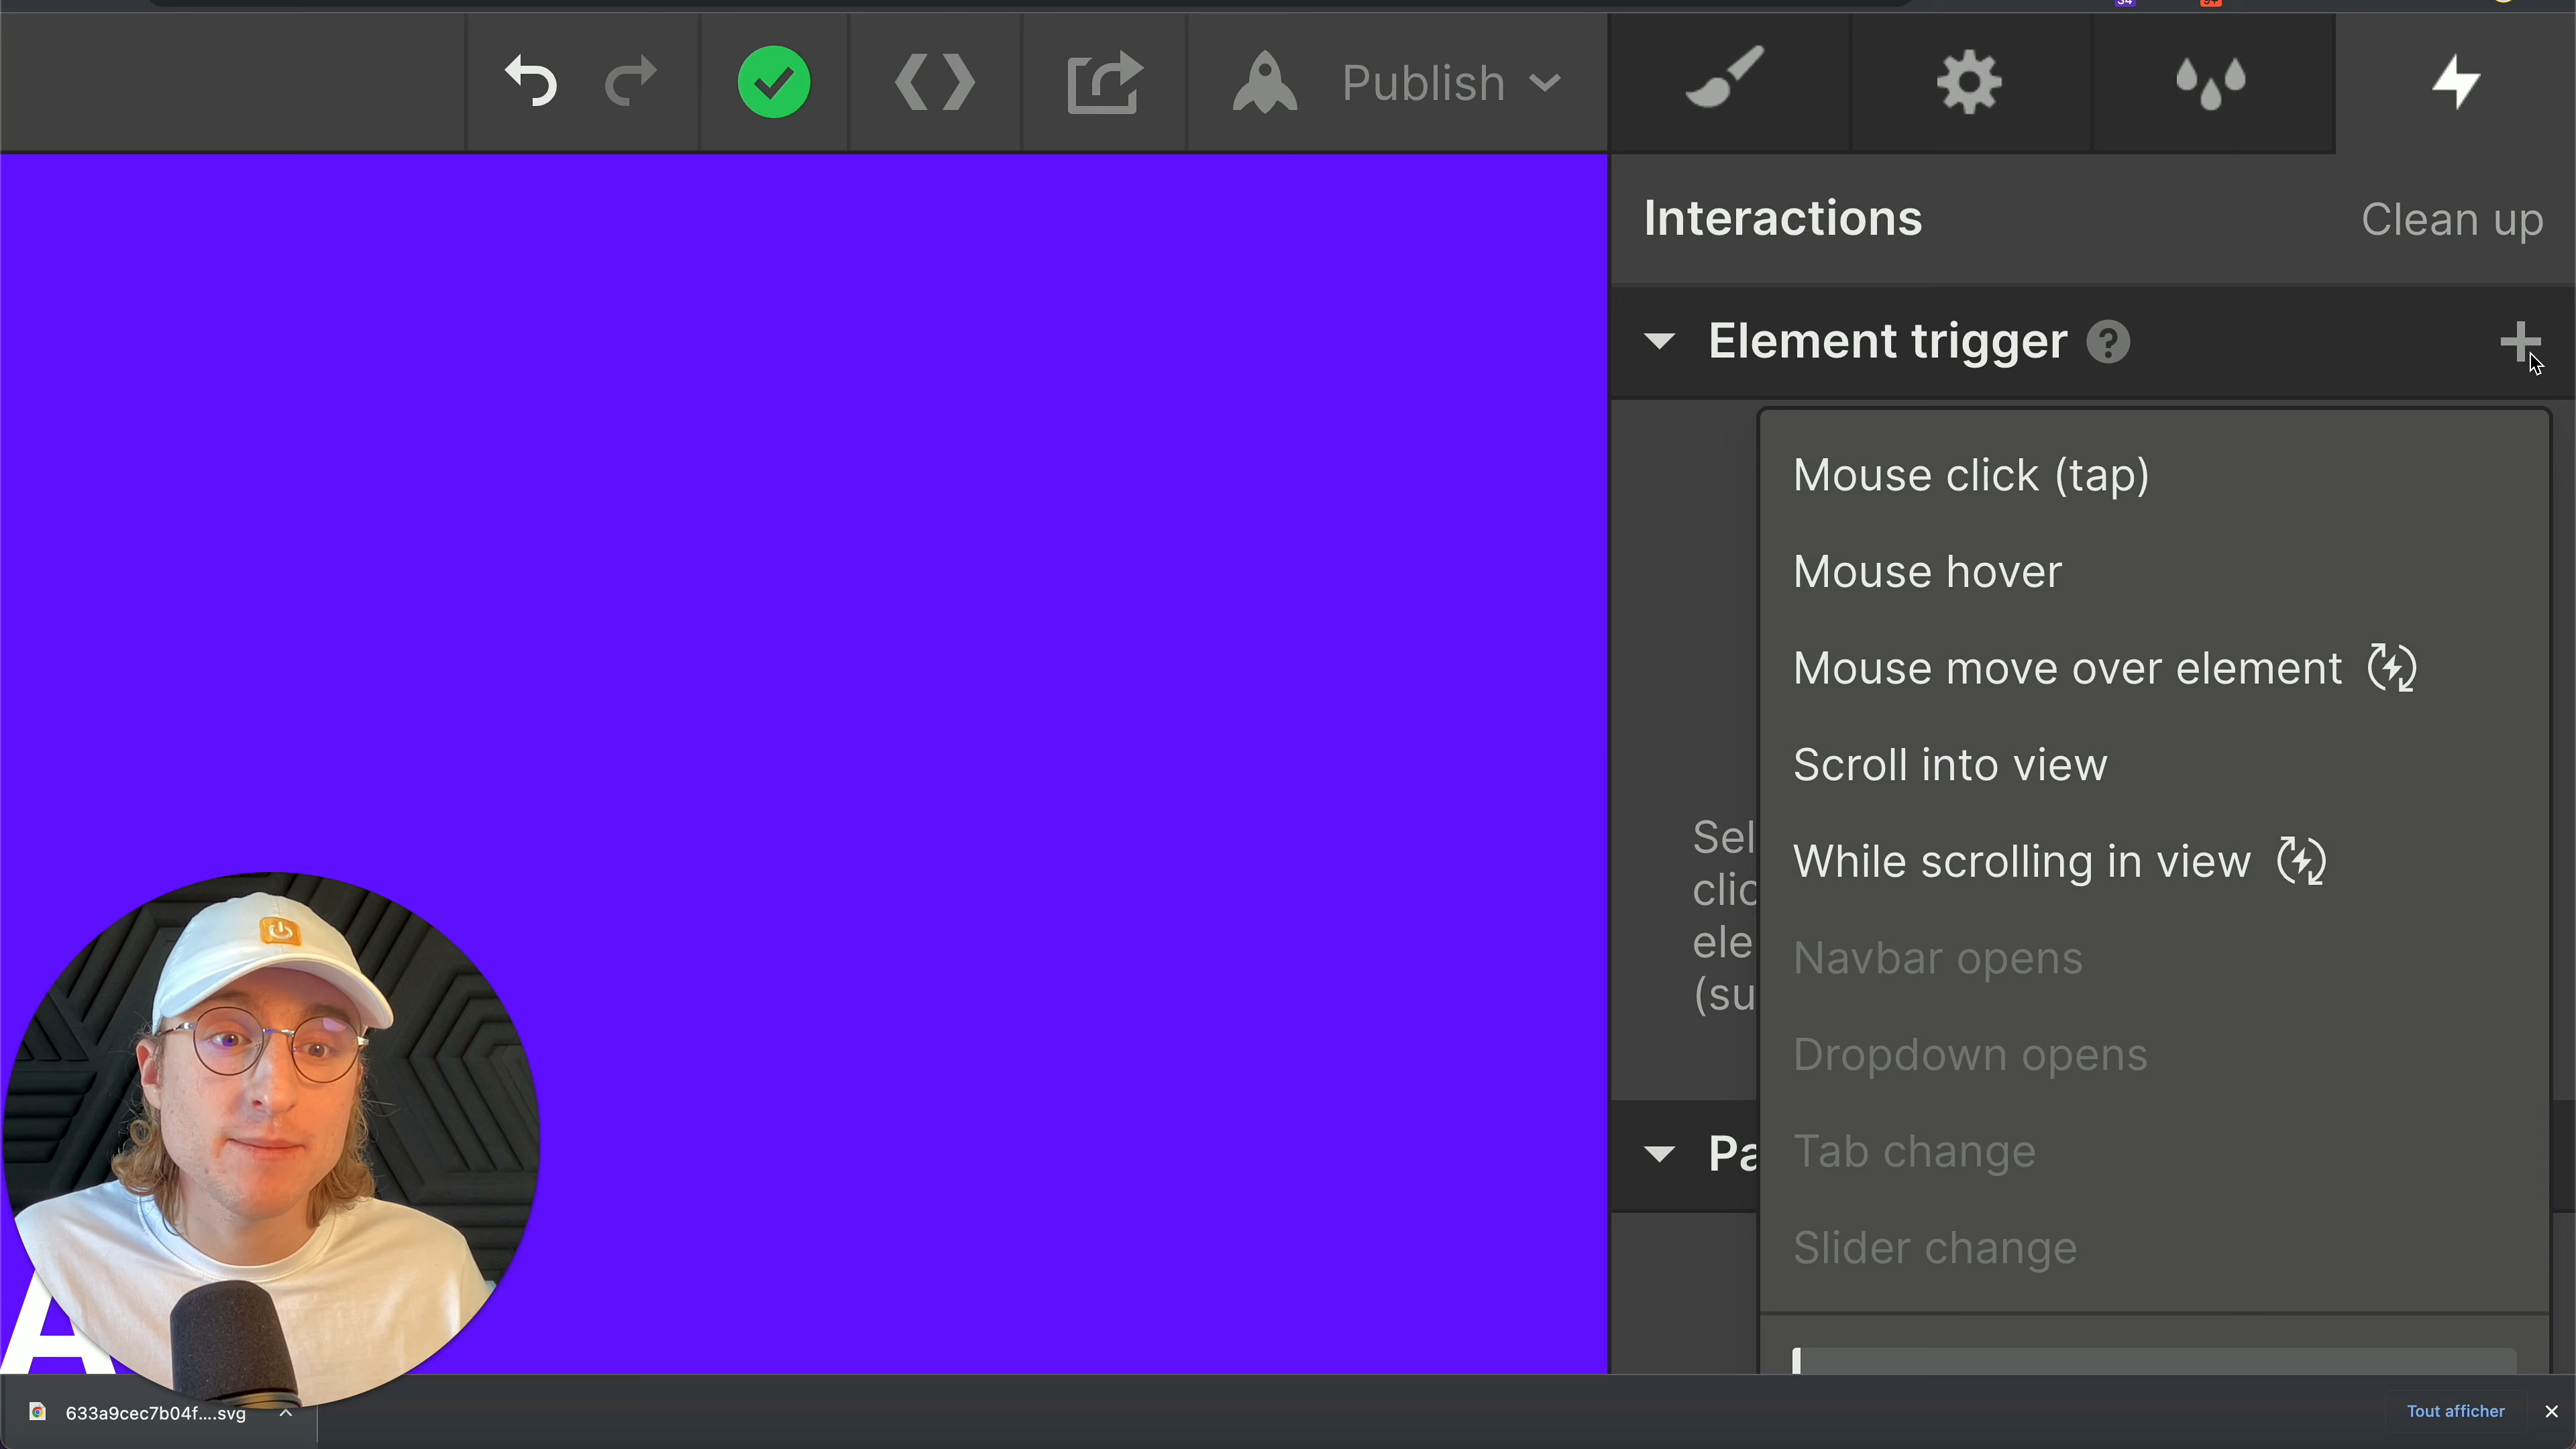 Publish
Interactions
Clean up
Element trigger ?
Mouse click (tap)
Mouse hover
Mouse move over element
Scroll into view
Sel
While scrolling in view
clic
ele
Navbar opens
(su
Dropdown opens
Pa
Tab change
Slider change
A
633a9cec7b04f....svg
Tout afficher